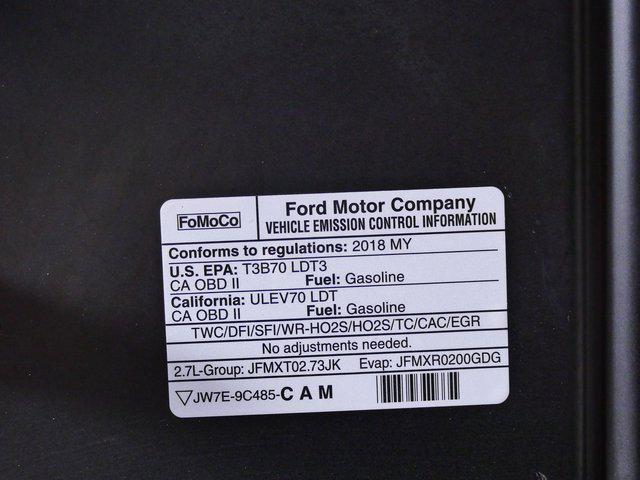 FoMoCo
Ford Motor Company
VEHICLE EMISSION CONTROL INFORMATION
Conforms to regulations: 2018 MY
U.S. EPA: T3B70 LDT3
CA OBD II Fuel: Gasoline
California: ULEV70 LDT
CA OBD II Fuel: Gasoline
TWC/DFI/SFI/WR-HO2S/HO2S/TC/CAC/EGR
No adjustments needed.
2.7L-Group: JFMXT02.73JK Evap: JFMXR0200GDG
JW7E-9C485-CAM